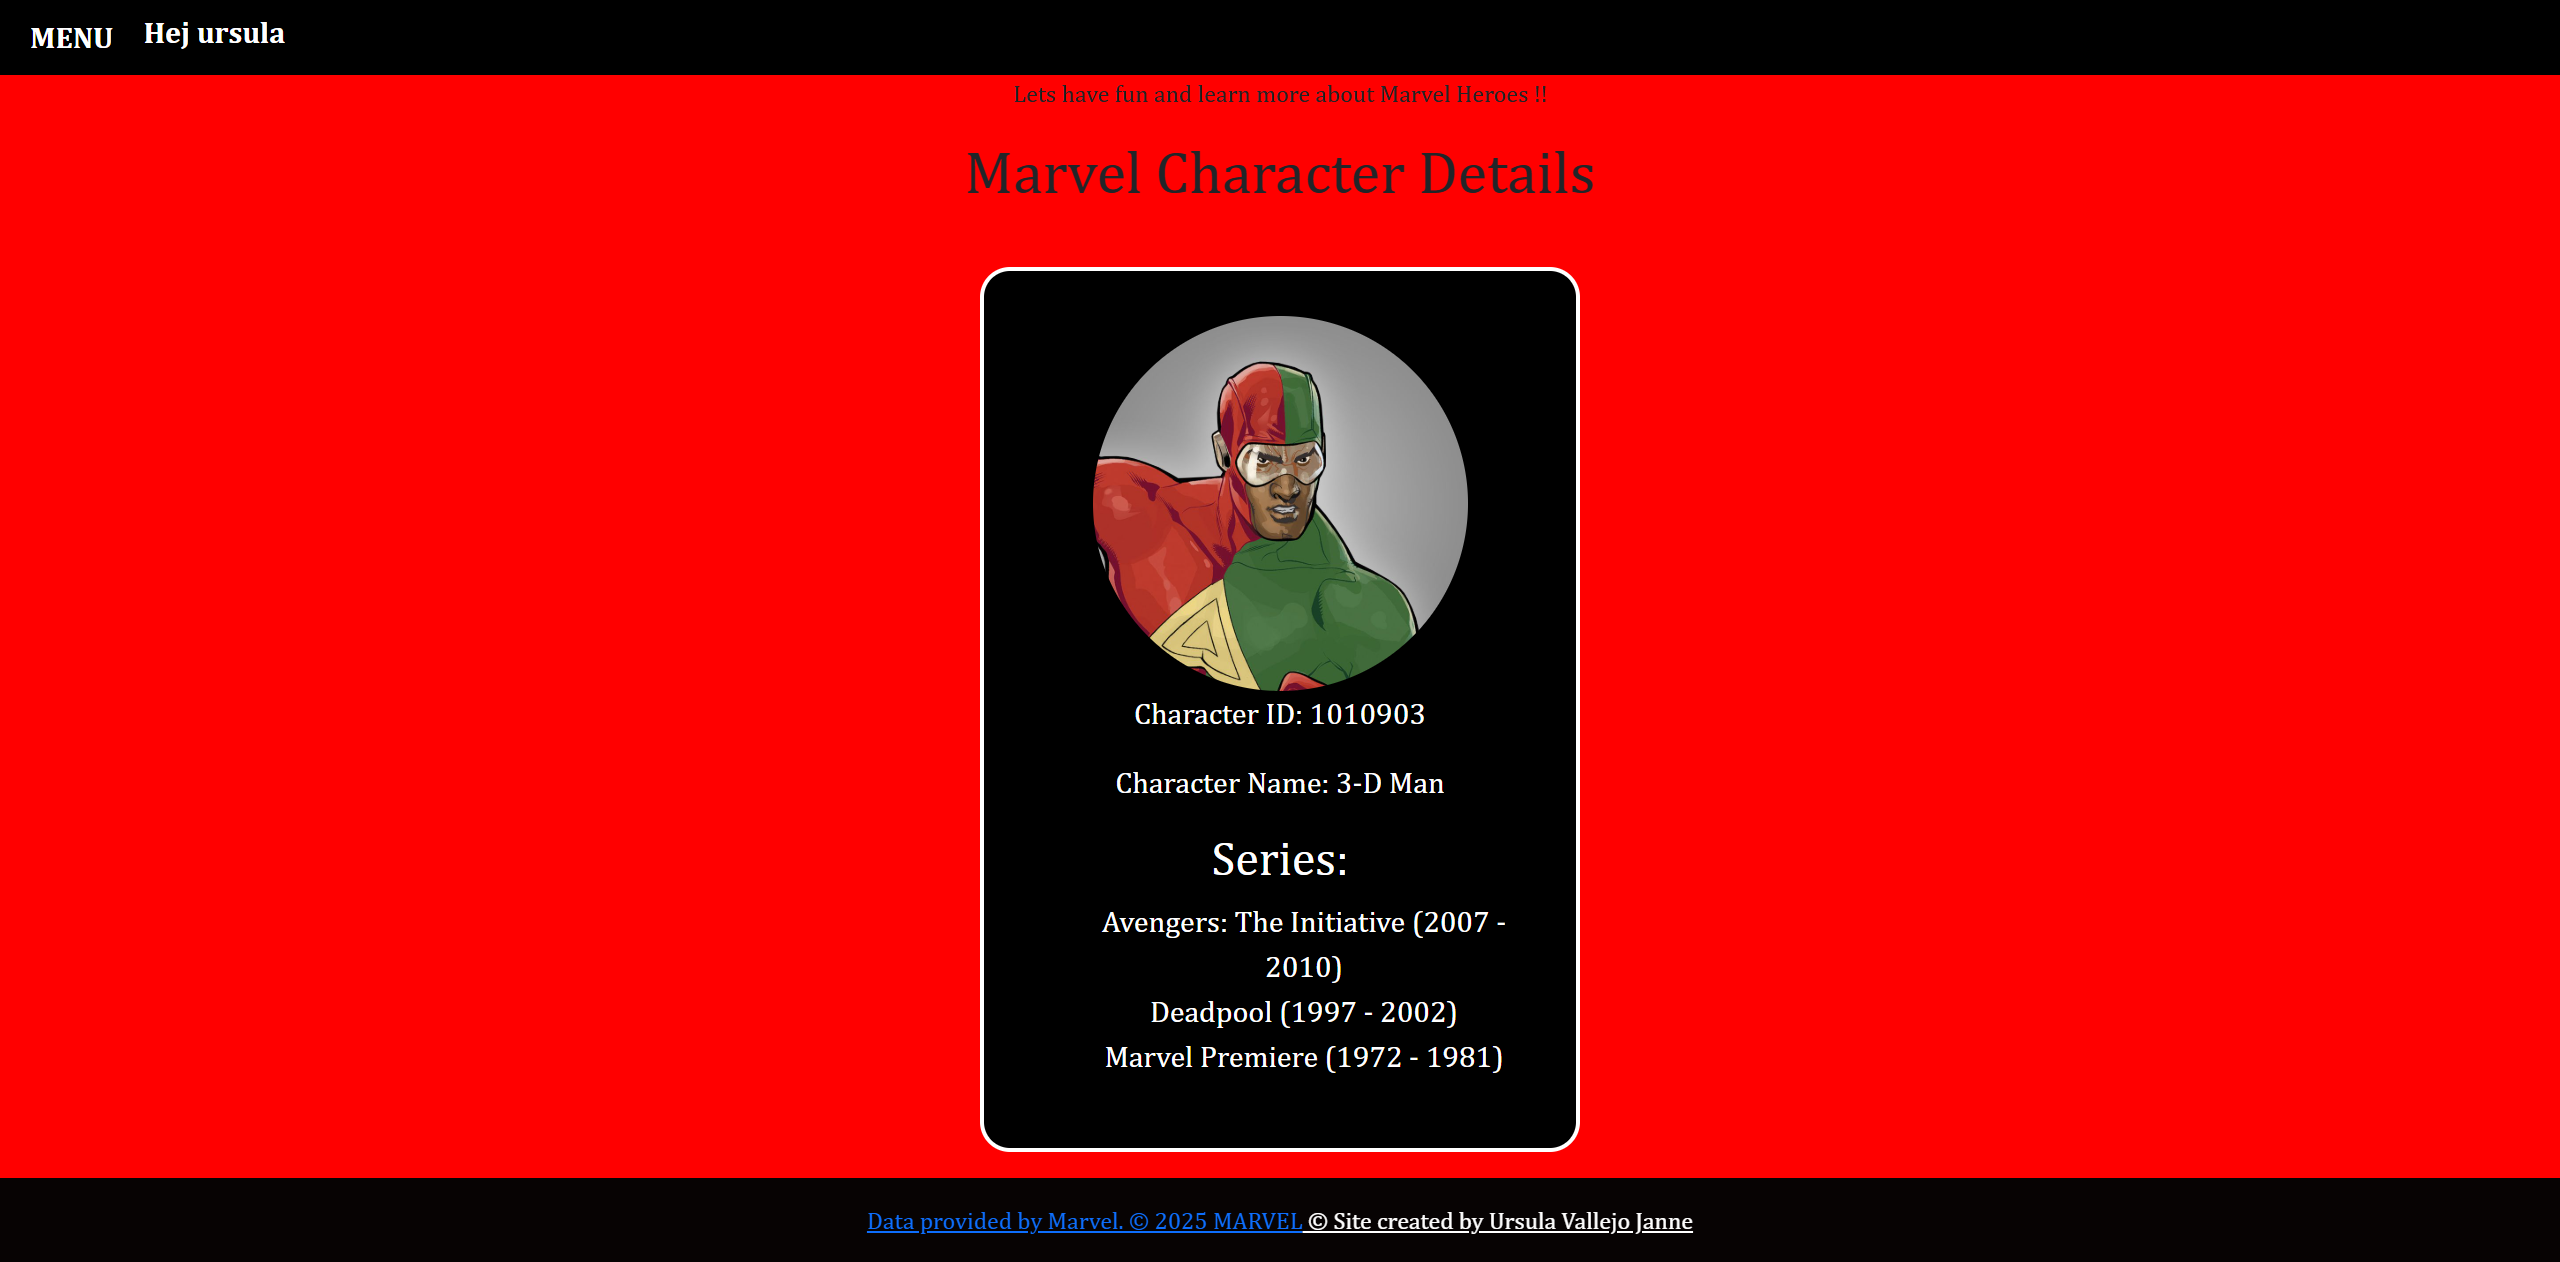 MENU Hej ursula
Lets have fun and learn more about Marvel Heroes !!
Marvel Character Details
Character ID: 1010903
Character Name: 3-D Man
Series:
Avengers: The Initiative (2007 -
2010)
Deadpool (1997 - 2002)
Marvel Premiere (1972 - 1981)
Data provided by Marvel. © 2025 MARVEL © Site created by Ursula Vallejo Janne